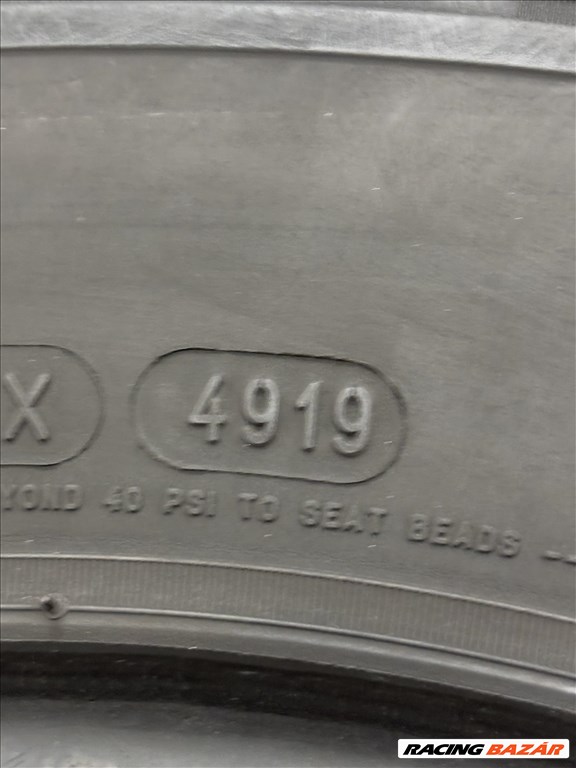 X 4919
YOND 40 PSI TO SEAT BEADS
RACING BAZÁR